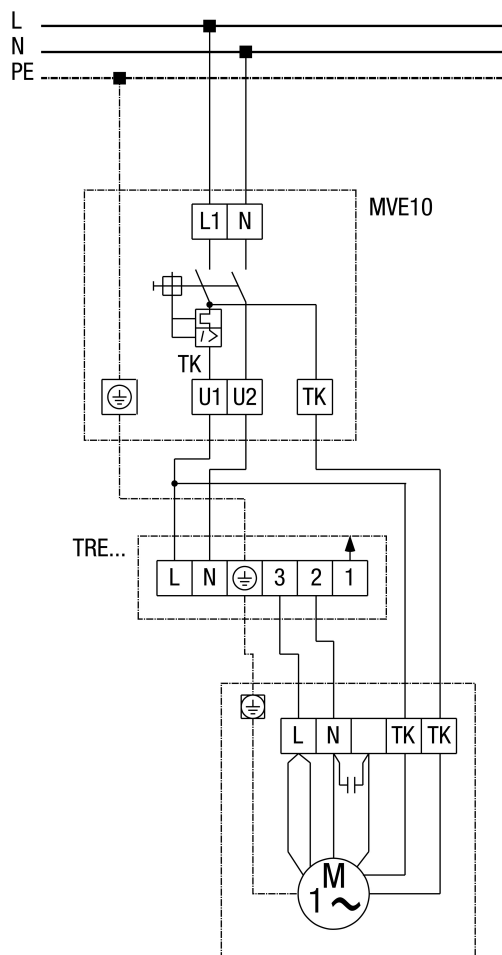 L
N
PE
MVE10
L1 N
I>
TK
U1 U2 TK
TRE...
L N 3 2 1
L N TK TK
M
1 ~